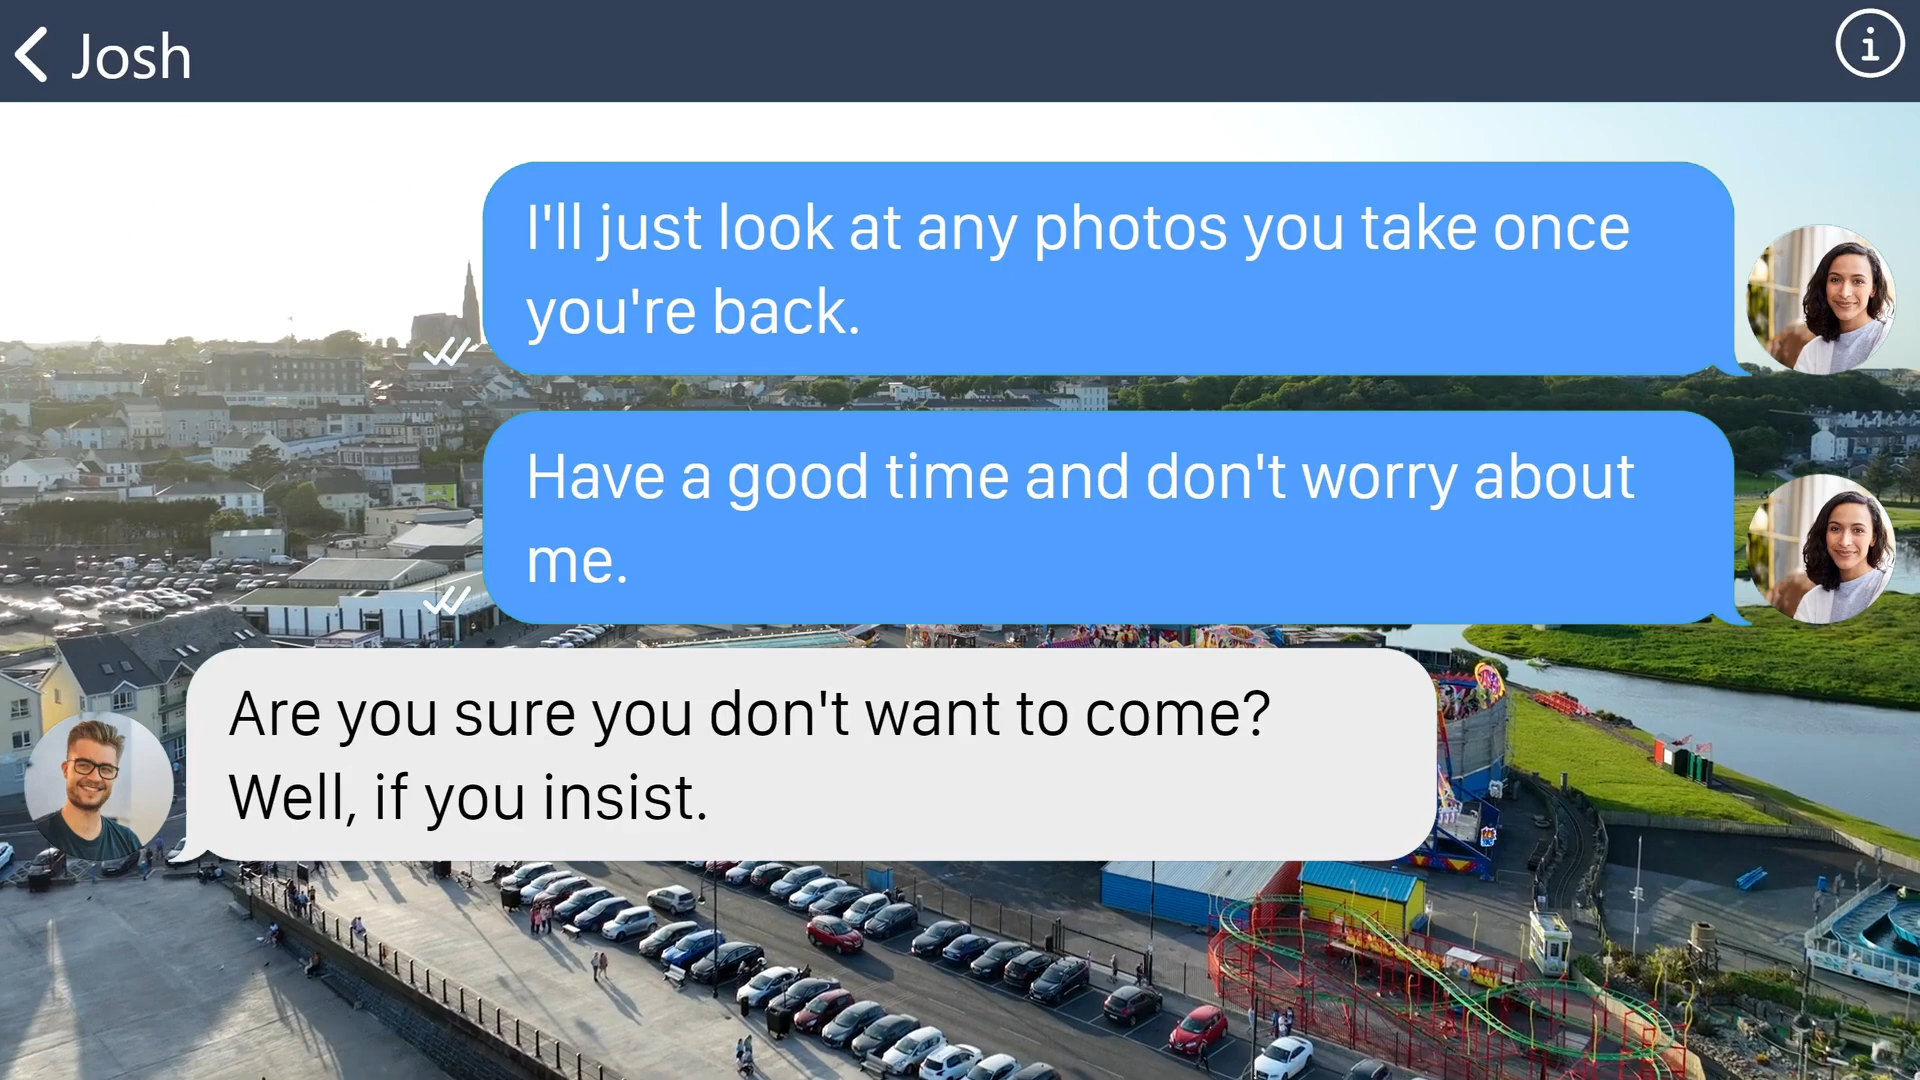 Josh
I'll just look at any photos you take once
you're back.
Have a good time and don't worry about
me.
Are you sure you don't want to come?
Well, if you insist.